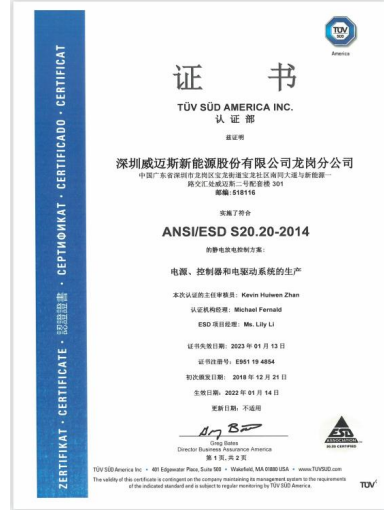 TÜV
SÜD
America
证 书
TÜV SÜD AMERICA INC.
认 证 部
兹证明
深圳威迈斯新能源股份有限公司龙岗分公司
中国广东省深圳市龙岗区宝龙街道宝龙社区南同大道与新能源一
路交汇处威迈斯二号配套楼 301
邮编:518116
实施了符合
ANSI/ESD S20.20-2014
的静电放电控制方案:
电源、控制器和电驱动系统的生产
本次认证的主任审核员: Kevin Huiwen Zhan
认证机构经理: Michael Fernald
ESD 项目经理: Ms. Lily Li
证书失效日期: 2023 年 01 月 13 日
证书注册号: E951 19 4854
初次颁发日期: 2018 年 12 月 21 日
生效日期: 2022 年 01 月 14 日
更新日期: 不适用
Greg Bates
Director Business Assurance America
第 1 页,共 2 页
ESD
ASSOCIATION
S20.20 CERTIFIED
TÜV SÜD America Inc • 401 Edgewater Place, Suite 500 • Wakefield, MA 01880 USA • www.TUVSUD.com
The validity of this certificate is contingent on the company maintaining its management system to the requirements
of the indicated standard and is subject to regular monitoring by TÜV SÜD America.
TÜV
ZERTIFIKAT • CERTIFICATE • 認證證書 • СЕРТИФИКАТ • CERTIFICADO • CERTIFICAT